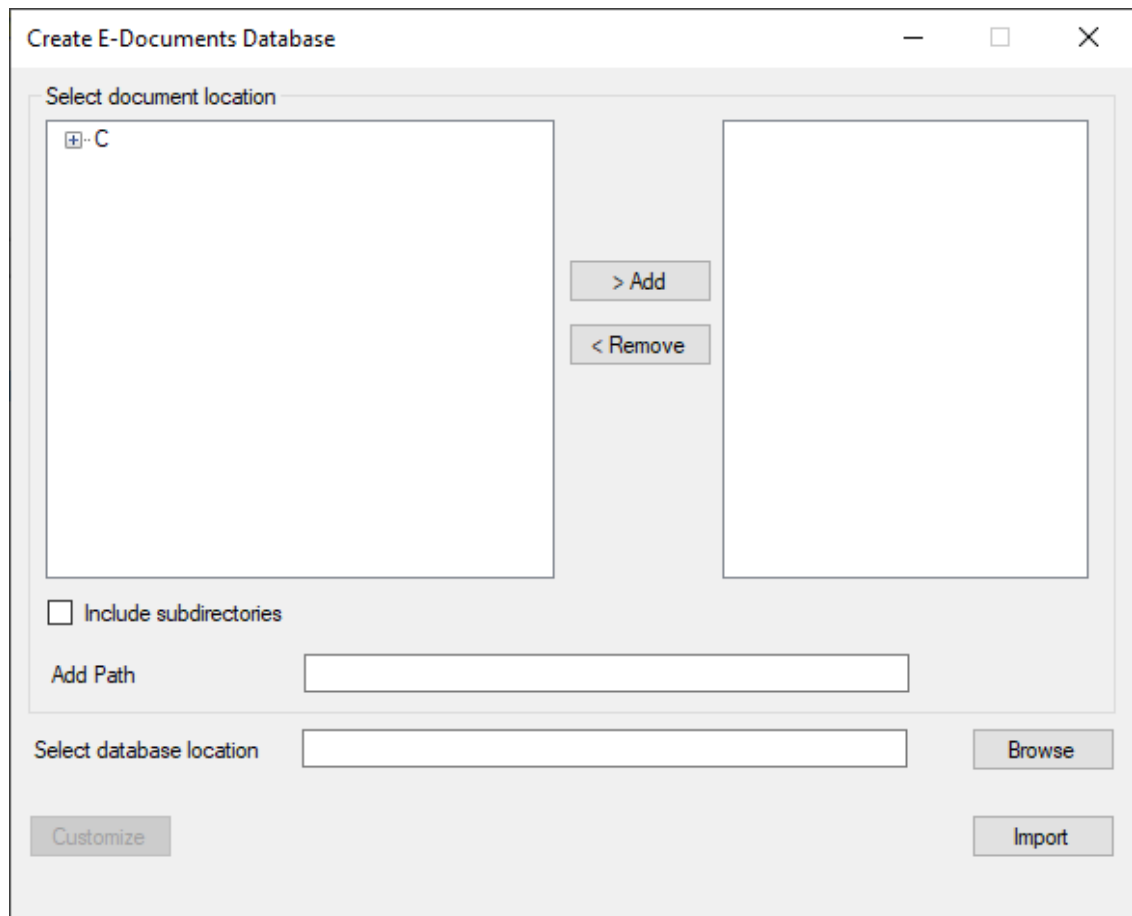 Create E-Documents Database
Select document location
C
> Add
< Remove
Include subdirectories
Add Path
Select database location
Browse
Customize
Import